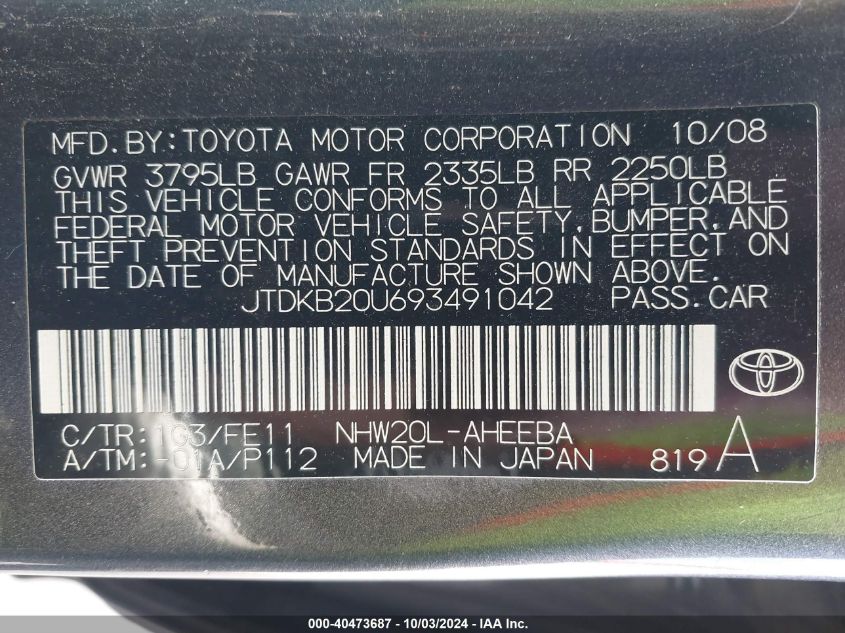 MFD.BY:TOYOTA MOTOR CORPORATION 10/08
GVWR 3795LB GAWR FR 2335LB RR 2250LB
THIS VEHICLE CONFORMS TO ALL APPLICABLE
FEDERAL MOTOR VEHICLE SAFETY,BUMPER,AND
THEFT PREVENTION STANDARDS IN EFFECT ON
THE DATE OF MANUFACTURE SHOWN ABOVE.
JTDKB20U693491042 PASS.CAR
C/TR:1G3/FE11 NHW20L-AHEEBA
A/TM:-01A/P112 MADE IN JAPAN 819 A
000-40473687 - 10/03/2024 - IAA Inc.